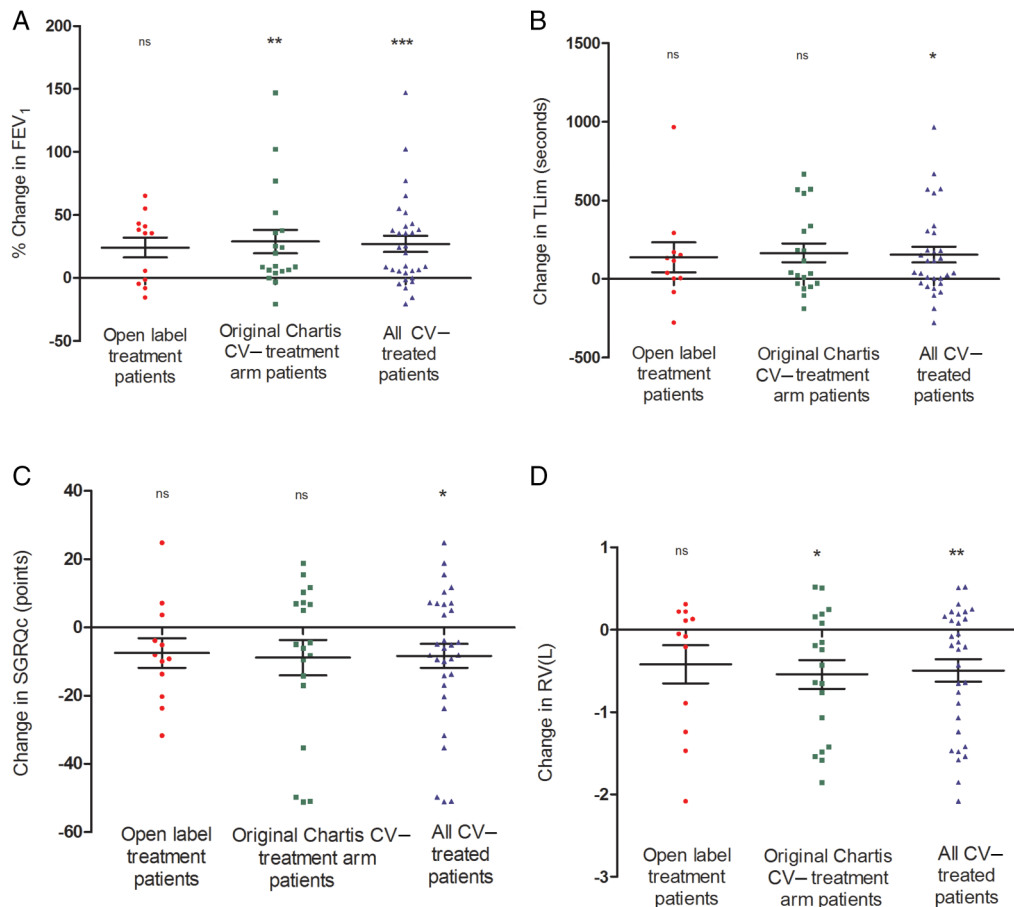 A
% Change in FEV1
200
150
100
50
0
-50
ns
**
***
Open label
treatment
patients
Original Chartis
CV– treatment
arm patients
All CV–
treated
patients
B
Change in TLim (seconds)
1500
1000
500
0
-500
ns
ns
*
Open label
treatment
patients
Original Chartis
CV–treatment
arm patients
All CV–
treated
patients
C
Change in SGRQc (points)
40
20
0
-20
-40
-60
ns
ns
*
Open label
treatment
patients
Original Chartis CV–
treatment arm
patients
All CV–
treated
patients
D
Change in RV(L)
1
-0
-1
-2
-3
ns
*
**
Open label
treatment
patients
Original Chartis
CV–treatment
arm patients
All CV–
treated
patients